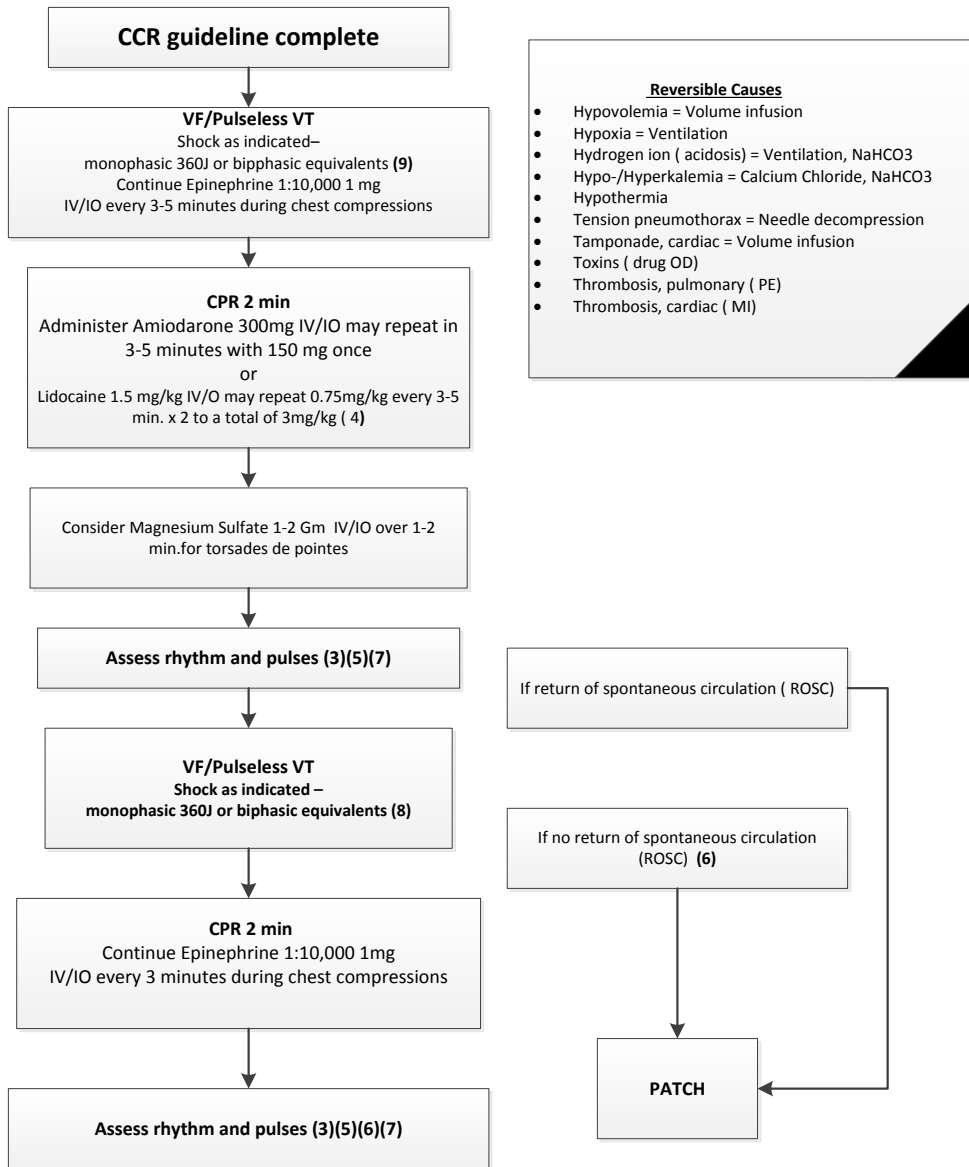 CCR guideline complete
VF/Pulseless VT
Shock as indicated–
monophasic 360J or bipphasic equivalents (9)
Continue Epinephrine 1:10,000 1 mg
IV/IO every 3-5 minutes during chest compressions
CPR 2 min
Administer Amiodarone 300mg IV/IO may repeat in
3-5 minutes with 150 mg once
or
Lidocaine 1.5 mg/kg IV/O may repeat 0.75mg/kg every 3-5
min. x 2 to a total of 3mg/kg ( 4)
Consider Magnesium Sulfate 1-2 Gm IV/IO over 1-2
min.for torsades de pointes
Assess rhythm and pulses (3)(5)(7)
VF/Pulseless VT
Shock as indicated –
monophasic 360J or biphasic equivalents (8)
CPR 2 min
Continue Epinephrine 1:10,000 1mg
IV/IO every 3 minutes during chest compressions
Assess rhythm and pulses (3)(5)(6)(7)
Reversible Causes
• Hypovolemia = Volume infusion
• Hypoxia = Ventilation
• Hydrogen ion ( acidosis) = Ventilation, NaHCO3
• Hypo-/Hyperkalemia = Calcium Chloride, NaHCO3
• Hypothermia
• Tension pneumothorax = Needle decompression
• Tamponade, cardiac = Volume infusion
• Toxins ( drug OD)
• Thrombosis, pulmonary ( PE)
• Thrombosis, cardiac ( MI)
If return of spontaneous circulation ( ROSC)
If no return of spontaneous circulation
(ROSC) (6)
PATCH